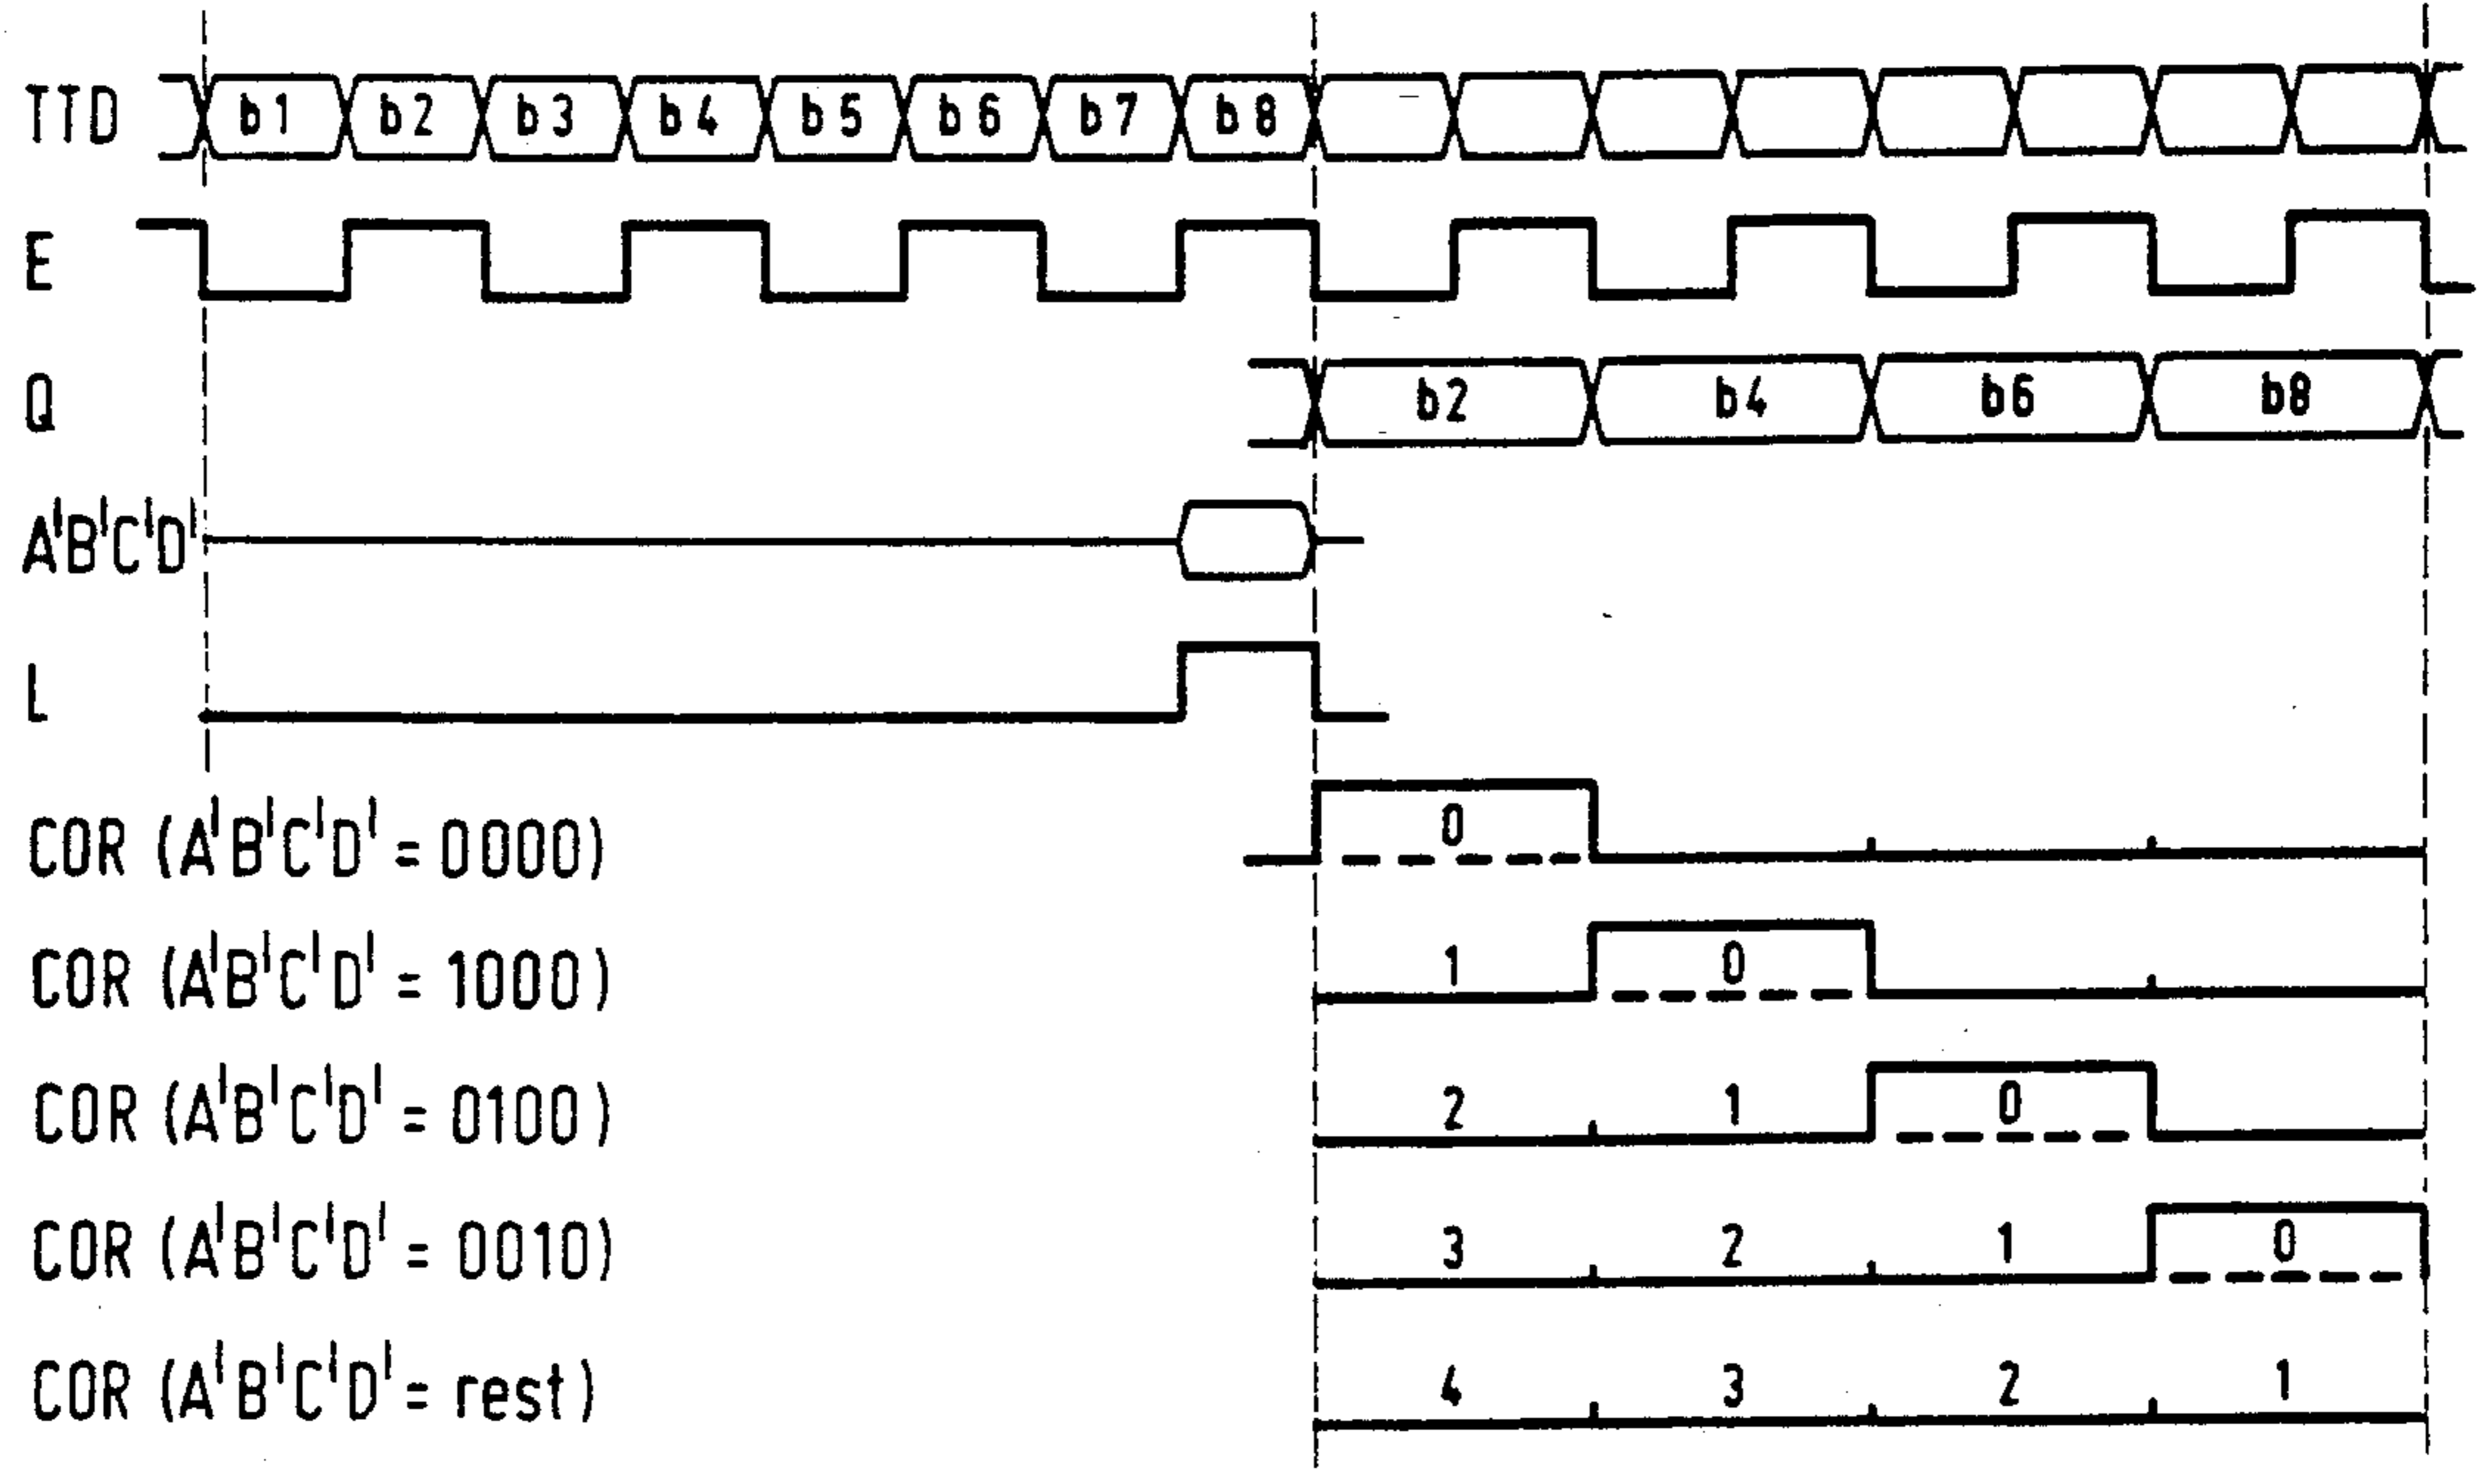 TTD b1 b2 b3 b4 b5 b6 b7 b8
E
Q b2 b4 b6 b8
A'B'C'D'
L
COR (A'B'C'D' = 0000) 0
COR (A'B'C'D' = 1000) 1 0
COR (A'B'C'D' = 0100) 2 1 0
COR (A'B'C'D' = 0010) 3 2 1 0
COR (A'B'C'D' = rest) 4 3 2 1